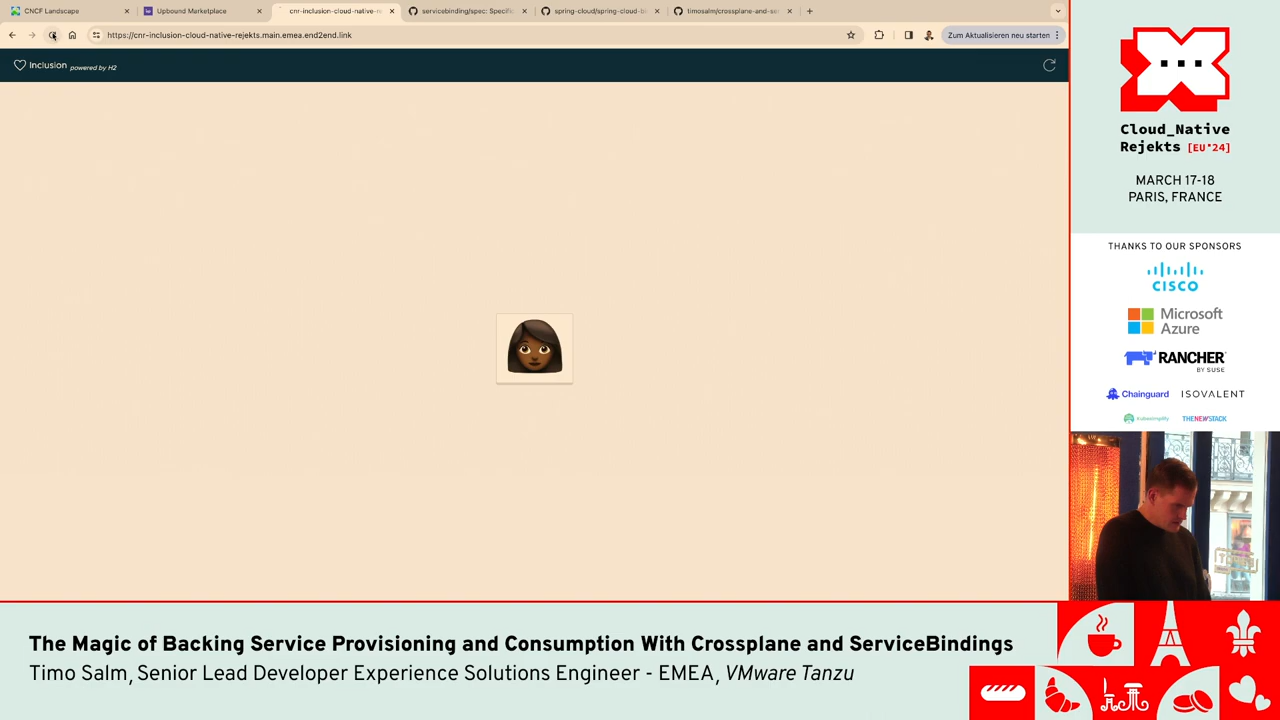 CNCF Landscape
Upbound Marketplace
cnr-inclusion-cloud-native-re
servicebinding/spec: Specific
spring-cloud/spring-cloud-bi
timosalm/crossplane-and-ser
https://cnr-inclusion-cloud-native-rejekts.main.emea.end2end.link
Zum Aktualisieren neu starten
Inclusion powered by H2
Cloud_Native
Rejekts [EU*24]
MARCH 17-18
PARIS, FRANCE
THANKS TO OUR SPONSORS
CISCO
Microsoft
Azure
RANCHER
BY SUSE
Chainguard
ISOVALENT
Kubesimplify
THENEWSTACK
The Magic of Backing Service Provisioning and Consumption With Crossplane and ServiceBindings
Timo Salm, Senior Lead Developer Experience Solutions Engineer - EMEA, VMware Tanzu